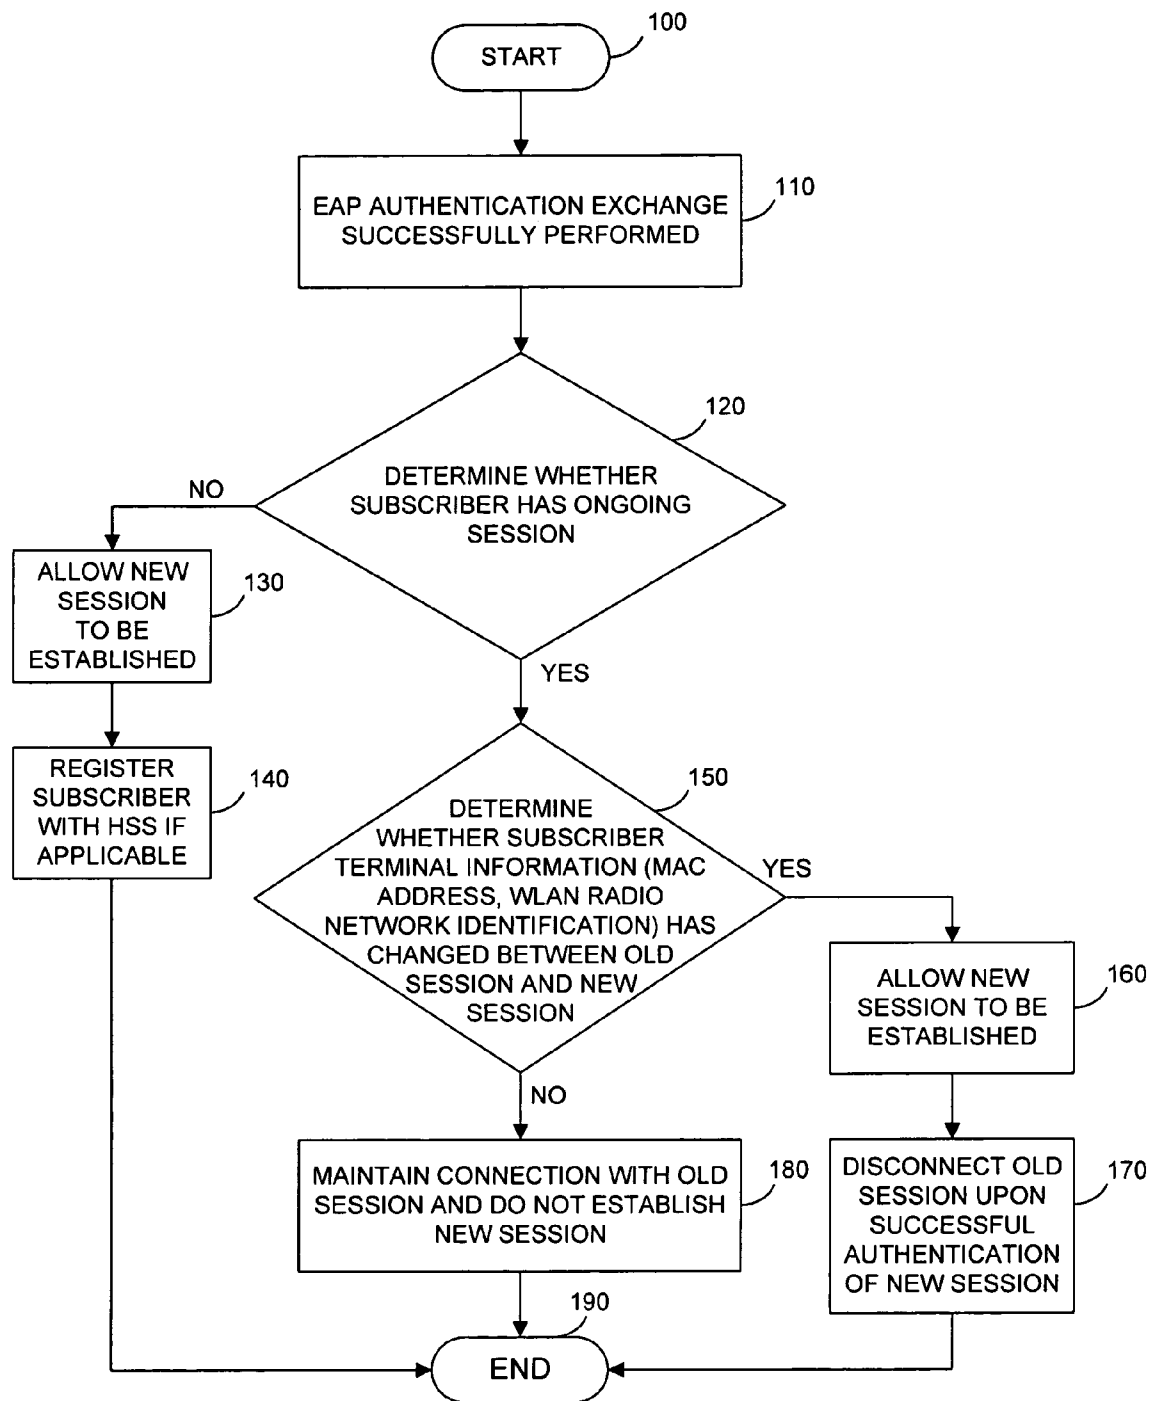 100
START
110
EAP AUTHENTICATION EXCHANGE
SUCCESSFULLY PERFORMED
120
DETERMINE WHETHER
SUBSCRIBER HAS ONGOING
SESSION
NO
YES
130
ALLOW NEW
SESSION
TO BE
ESTABLISHED
140
REGISTER
SUBSCRIBER
WITH HSS IF
APPLICABLE
150
DETERMINE
WHETHER SUBSCRIBER
TERMINAL INFORMATION (MAC
ADDRESS, WLAN RADIO
NETWORK IDENTIFICATION) HAS
CHANGED BETWEEN OLD
SESSION AND NEW
SESSION
YES
NO
160
ALLOW NEW
SESSION TO BE
ESTABLISHED
170
DISCONNECT OLD
SESSION UPON
SUCCESSFUL
AUTHENTICATION
OF NEW SESSION
180
MAINTAIN CONNECTION WITH OLD
SESSION AND DO NOT ESTABLISH
NEW SESSION
190
END